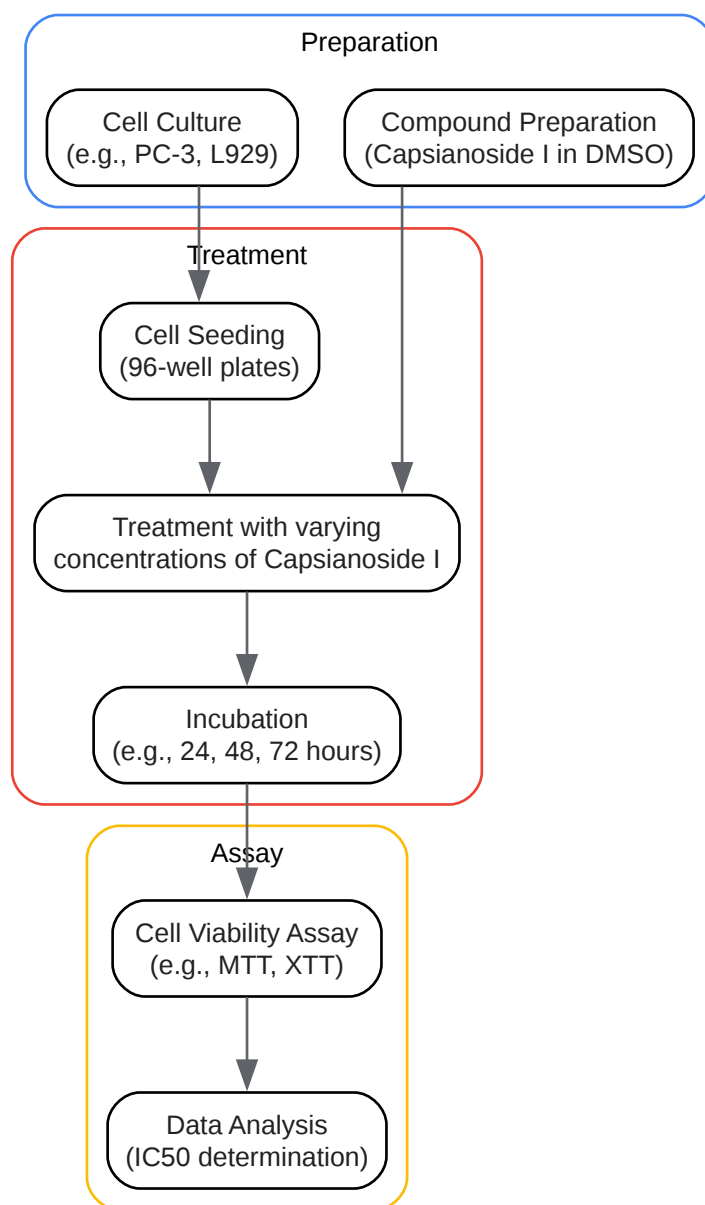 Preparation
Cell Culture
(e.g., PC-3, L929)
Compound Preparation
(Capsianoside I in DMSO)
Treatment
Cell Seeding
(96-well plates)
Treatment with varying
concentrations of Capsianoside I
Incubation
(e.g., 24, 48, 72 hours)
Assay
Cell Viability Assay
(e.g., MTT, XTT)
Data Analysis
(IC50 determination)